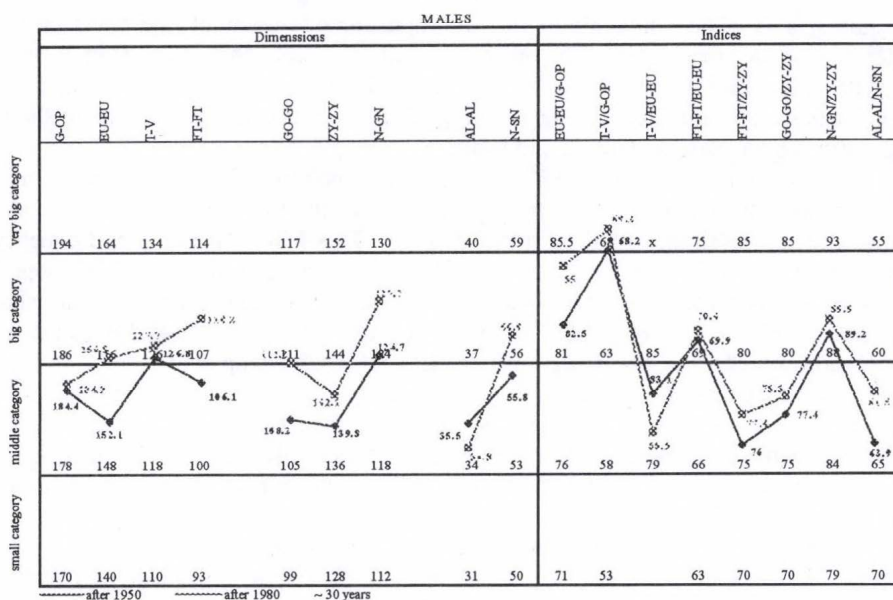 MALES
Dimenssions Indices
G-OP EU-EU T-V FT-FT GO-GO ZY-ZY N-GN AL-AL N-SN EU-EU/G-OP T-V/G-OP T-V/EU-EU FT-FT/EU-EU FT-FT/ZY-ZY GO-GO/ZY-ZY N-GN/ZY-ZY AL-AL/N-SN
very big category
194 164 134 114 117 152 130 40 59 85.5 x 75 85 85 93 55
68.2
big category
82.5
70.4
69.9
89.2
186 107 144 37 56 81 63 85 69 80 80 88 60
126.8
184.4
152.1
106.1
139.8
35.5
55.8
76
77.4
63.9
middle category
178 148 118 100 105 136 118 34 53 76 58 79 66 75 75 84 65
small category
170 140 110 93 99 128 112 31 50 71 53 63 70 70 79 70
after 1950 after 1980 ~ 30 years